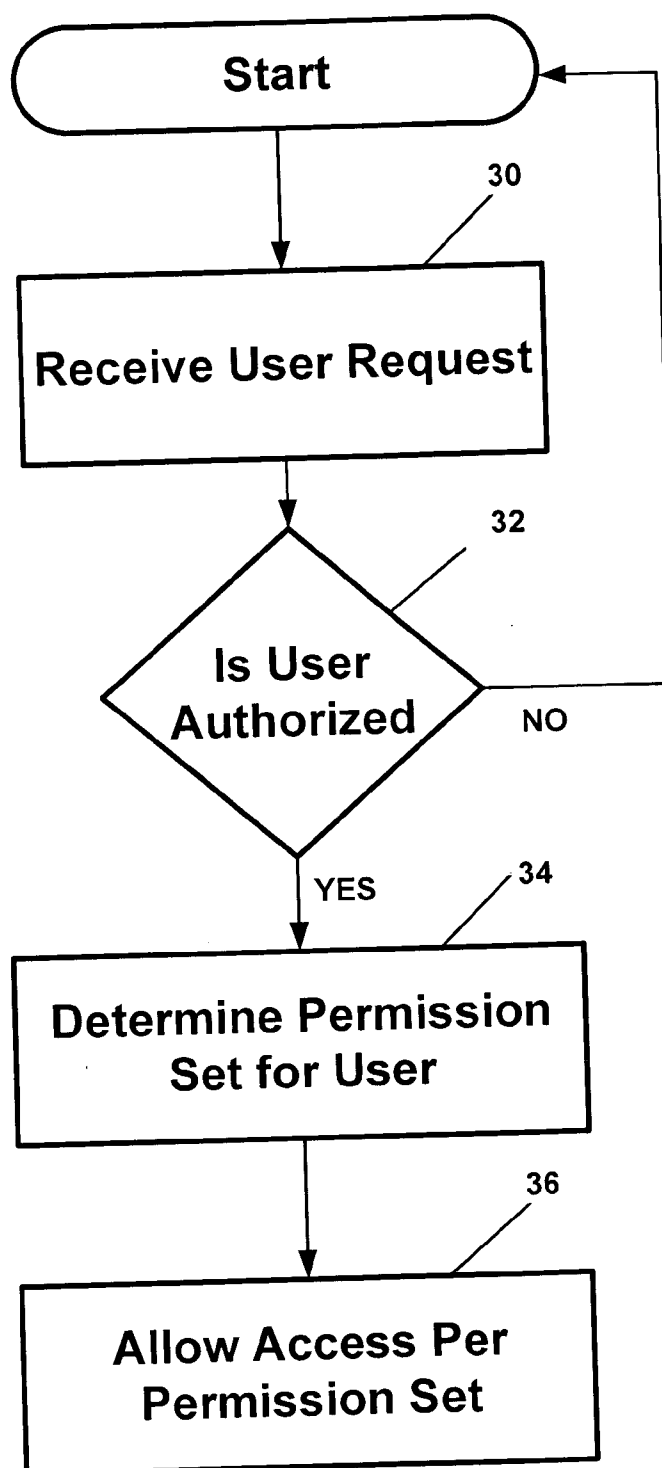 Start
30
Receive User Request
32
Is User
Authorized
NO
YES
34
Determine Permission
Set for User
36
Allow Access Per
Permission Set